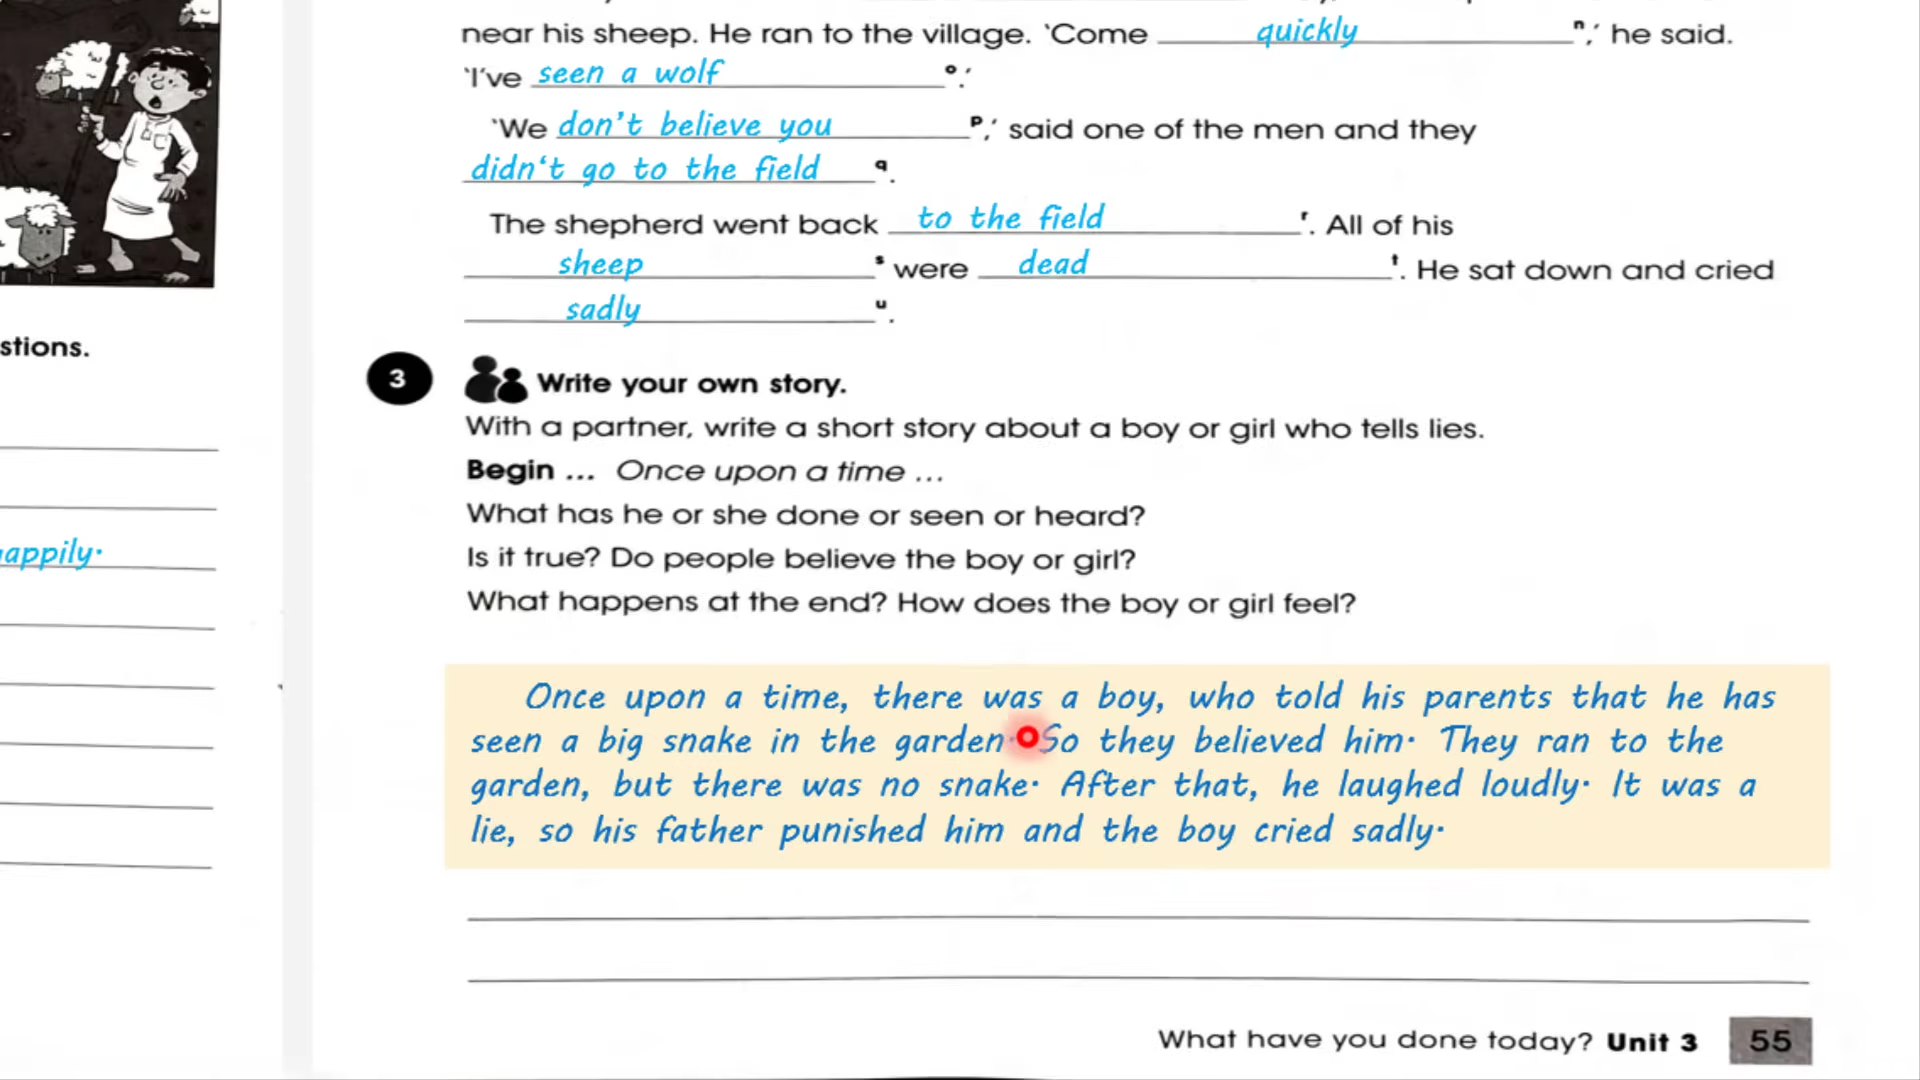 near his sheep. He ran to the village. 'Come quickly n,' he said.
'I've seen a wolf o.'
'We don't believe you p,' said one of the men and they
didn't go to the field q.
The shepherd went back to the field r. All of his
sheep s were dead t. He sat down and cried
sadly u.
stions.
appily.
3 Write your own story.
With a partner, write a short story about a boy or girl who tells lies.
Begin ... Once upon a time ...
What has he or she done or seen or heard?
Is it true? Do people believe the boy or girl?
What happens at the end? How does the boy or girl feel?
Once upon a time, there was a boy, who told his parents that he has
seen a big snake in the garden. So they believed him. They ran to the
garden, but there was no snake. After that, he laughed loudly. It was a
lie, so his father punished him and the boy cried sadly.
What have you done today? Unit 3 55